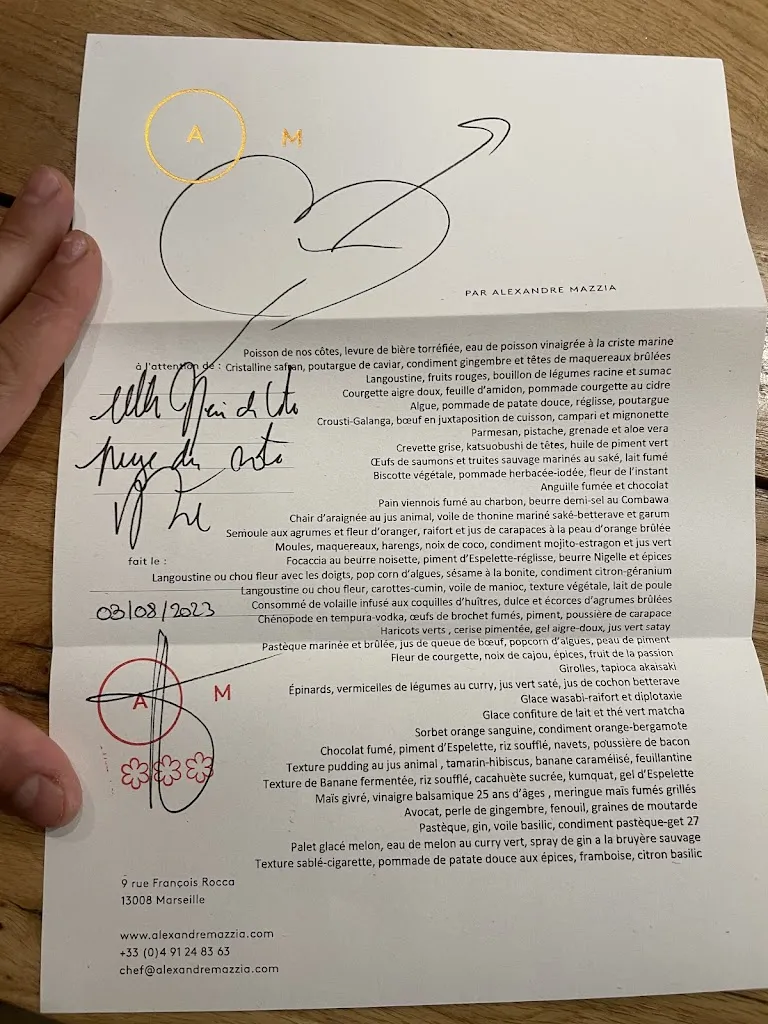 A M
PAR ALEXANDRE MAZZIA
Poisson de nos côtes, levure de bière torréfiée, eau de poisson vinaigrée à la criste marine
à l'attention de :
Cristalline safran, poutargue de caviar, condiment gingembre et têtes de maquereaux brûlées
Langoustine, fruits rouges, bouillon de légumes racine et sumac
Courgette aigre doux, feuille d'amidon, pommade courgette au cidre
Algue, pommade de patate douce, réglisse, poutargue
Crousti-Galanga, bœuf en juxtaposition de cuisson, campari et mignonette
Parmesan, pistache, grenade et aloe vera
Crevette grise, katsuobushi de têtes, huile de piment vert
Œufs de saumons et truites sauvage marinés au saké, lait fumé
Biscotte végétale, pommade herbacée-iodée, fleur de l'instant
Anguille fumée et chocolat
Pain viennois fumé au charbon, beurre demi-sel au Combawa
Chair d'araignée au jus animal, voile de thonine mariné saké-betterave et garum
Semoule aux agrumes et fleur d'oranger, raifort et jus de carapaces à la peau d'orange brûlée
Moules, maquereaux, harengs, noix de coco, condiment mojito-estragon et jus vert
fait le :
Focaccia au beurre noisette, piment d'Espelette-réglisse, beurre Nigelle et épices
Langoustine ou chou fleur avec les doigts, pop corn d'algues, sésame à la bonite, condiment citron-géranium
Langoustine ou chou fleur, carottes-cumin, voile de manioc, texture végétale, lait de poule
03/08/2023
Consommé de volaille infusé aux coquilles d'huîtres, dulce et écorces d'agrumes brûlées
Chénopode en tempura-vodka, œufs de brochet fumés, piment, poussière de carapace
Haricots verts , cerise pimentée, gel aigre-doux, jus vert satay
Pastèque marinée et brûlée, jus de queue de bœuf, popcorn d'algues, peau de piment
Fleur de courgette, noix de cajou, épices, fruit de la passion
Girolles, tapioca akaisaki
A M
Épinards, vermicelles de légumes au curry, jus vert saté, jus de cochon betterave
Glace wasabi-raifort et diplotaxie
Glace confiture de lait et thé vert matcha
Sorbet orange sanguine, condiment orange-bergamote
Chocolat fumé, piment d'Espelette, riz soufflé, navets, poussière de bacon
Texture pudding au jus animal , tamarin-hibiscus, banane caramélisé, feuillantine
Texture de Banane fermentée, riz soufflé, cacahuète sucrée, kumquat, gel d'Espelette
Maïs givré, vinaigre balsamique 25 ans d'âges , meringue maïs fumés grillés
Avocat, perle de gingembre, fenouil, graines de moutarde
Pastèque, gin, voile basilic, condiment pastèque-get 27
Palet glacé melon, eau de melon au curry vert, spray de gin a la bruyère sauvage
Texture sablé-cigarette, pommade de patate douce aux épices, framboise, citron basilic
9 rue François Rocca
13008 Marseille
www.alexandremazzia.com
+33 (0)4 91 24 83 63
chef@alexandremazzia.com